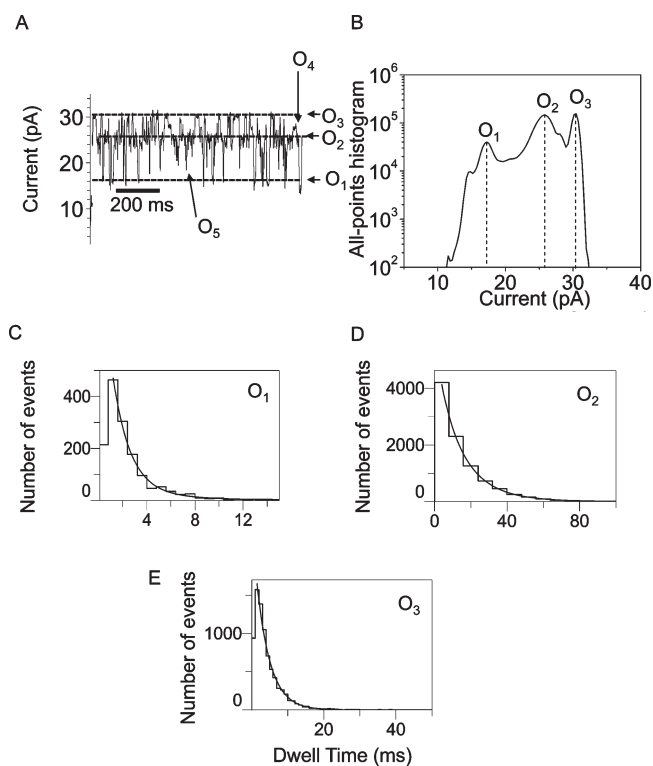 A
B
O4
30
20
10
Current (pA)
O3
O2
O1
200 ms
O5
10^6
10^5
10^4
10^3
10^2
All-points histogram
O1
O2
O3
10
20
30
40
Current (pA)
C
D
Number of events
400
200
0
O1
4
8
12
Number of events
4000
2000
0
O2
0
40
80
E
Number of events
1000
0
O3
20
40
Dwell Time (ms)